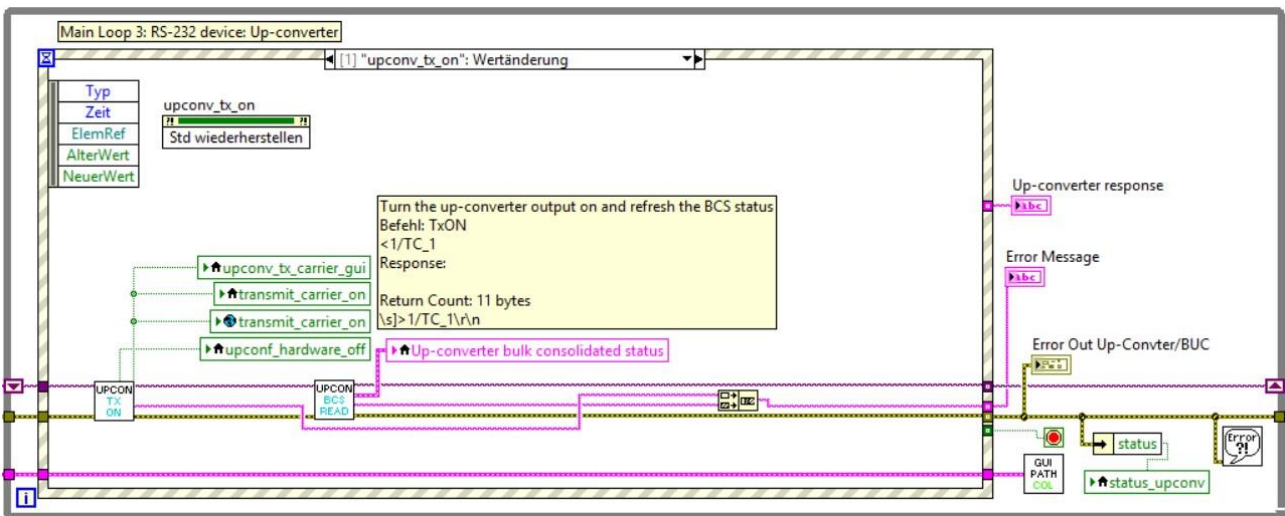 Main Loop 3: RS-232 device: Up-converter
[1] "upconv_tx_on": Wertänderung
Typ
Zeit
ElemRef
AlterWert
NeuerWert
upconv_tx_on
?! ?!
Std wiederherstellen
Turn the up-converter output on and refresh the BCS status
Befehl: TxON
<1/TC_1
Response:
Return Count: 11 bytes
\s]>1/TC_1\r\n
upconv_tx_carrier_gui
transmit_carrier_on
transmit_carrier_on
upconf_hardware_off
Up-converter bulk consolidated status
UPCON
TX
ON
UPCON
BCS
READ
Up-converter response
abc
Error Message
abc
Error Out Up-Convter/BUC
status
status_upconv
Error
?!
GUI
PATH
COL
i